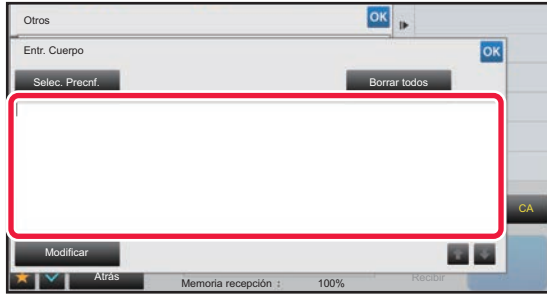 Otros OK
Entr. Cuerpo OK
Selec. Precnf. Borrar todos
CA
Modificar
Atrás Recibir
Memoria recepción : 100%